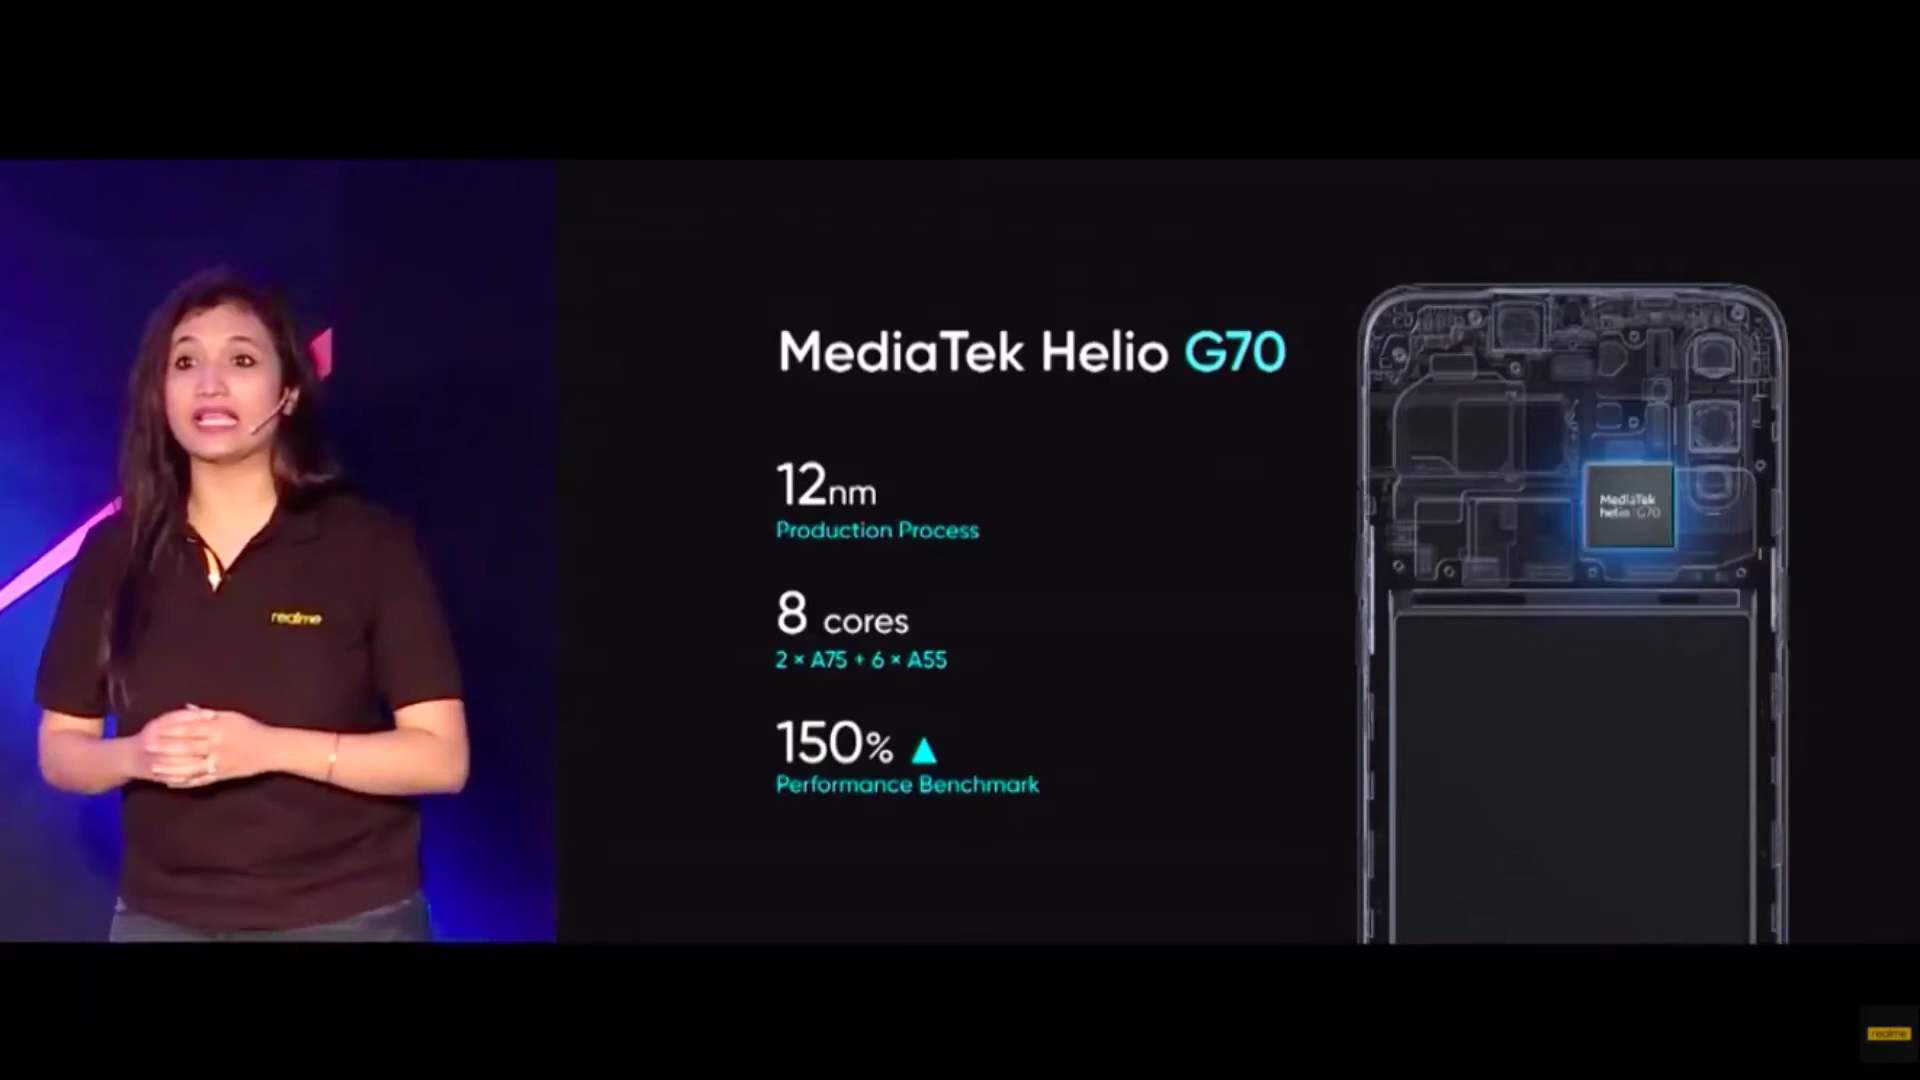 MediaTek Helio G70
12nm
Production Process
8 cores
2 × A75 + 6 × A55
150% ▲
Performance Benchmark
MediaTek
helio G70
realme
realme